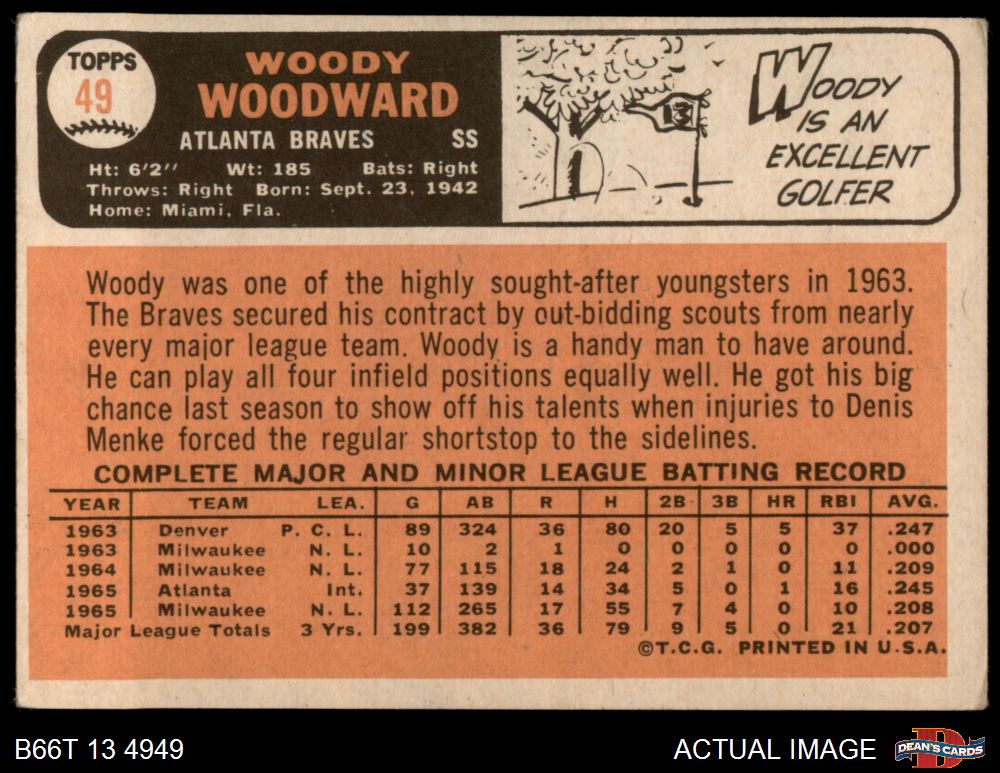 TOPPS
49
WOODY
WOODWARD
ATLANTA BRAVES SS
Ht: 6'2" Wt: 185 Bats: Right
Throws: Right Born: Sept. 23, 1942
Home: Miami, Fla.
13
WOODY
IS AN
EXCELLENT
GOLFER
Woody was one of the highly sought-after youngsters in 1963.
The Braves secured his contract by out-bidding scouts from nearly
every major league team. Woody is a handy man to have around.
He can play all four infield positions equally well. He got his big
chance last season to show off his talents when injuries to Denis
Menke forced the regular shortstop to the sidelines.
COMPLETE MAJOR AND MINOR LEAGUE BATTING RECORD
YEAR TEAM LEA. G AB R H 2B 3B HR RBI AVG.
1963 Denver P. C. L. 89 324 36 80 20 5 5 37 .247
1963 Milwaukee N. L. 10 2 1 0 0 0 0 0 .000
1964 Milwaukee N. L. 77 115 18 24 2 1 0 11 .209
1965 Atlanta Int. 37 139 14 34 5 0 1 16 .245
1965 Milwaukee N. L. 112 265 17 55 7 4 0 10 .208
Major League Totals 3 Yrs. 199 382 36 79 9 5 0 21 .207
©T.C.G. PRINTED IN U.S.A.
B66T 13 4949
ACTUAL IMAGE
DEAN'S CARDS